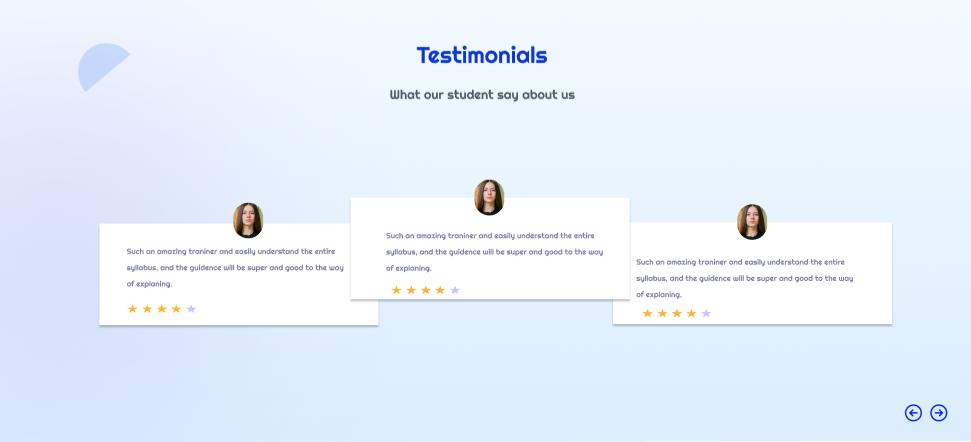 Testimonials
What our student say about us
Such an amazing traniner and easily understand the entire
syllabus, and the guidence will be super and good to the way
of explaning.
Such an amazing traniner and easily understand the entire
syllabus, and the guidence will be super and good to the way
of explaning.
Such an amazing traniner and easily understand the entire
syllabus, and the guidence will be super and good to the way
of explaning.